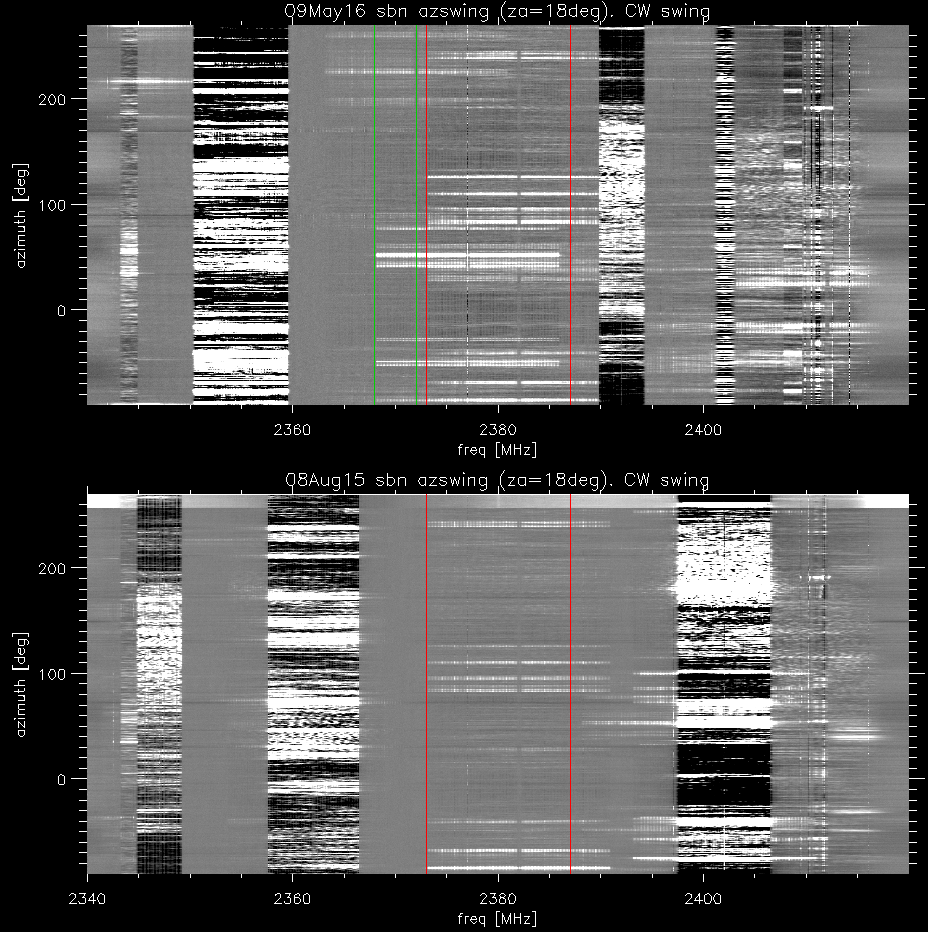 09May16 sbn azswing (za=18deg). CW swing
200
100
0
azimuth [deg]
2360 2380 2400
freq [MHz]
08Aug15 sbn azswing (za=18deg). CW swing
200
100
0
azimuth [deg]
2340 2360 2380 2400
freq [MHz]